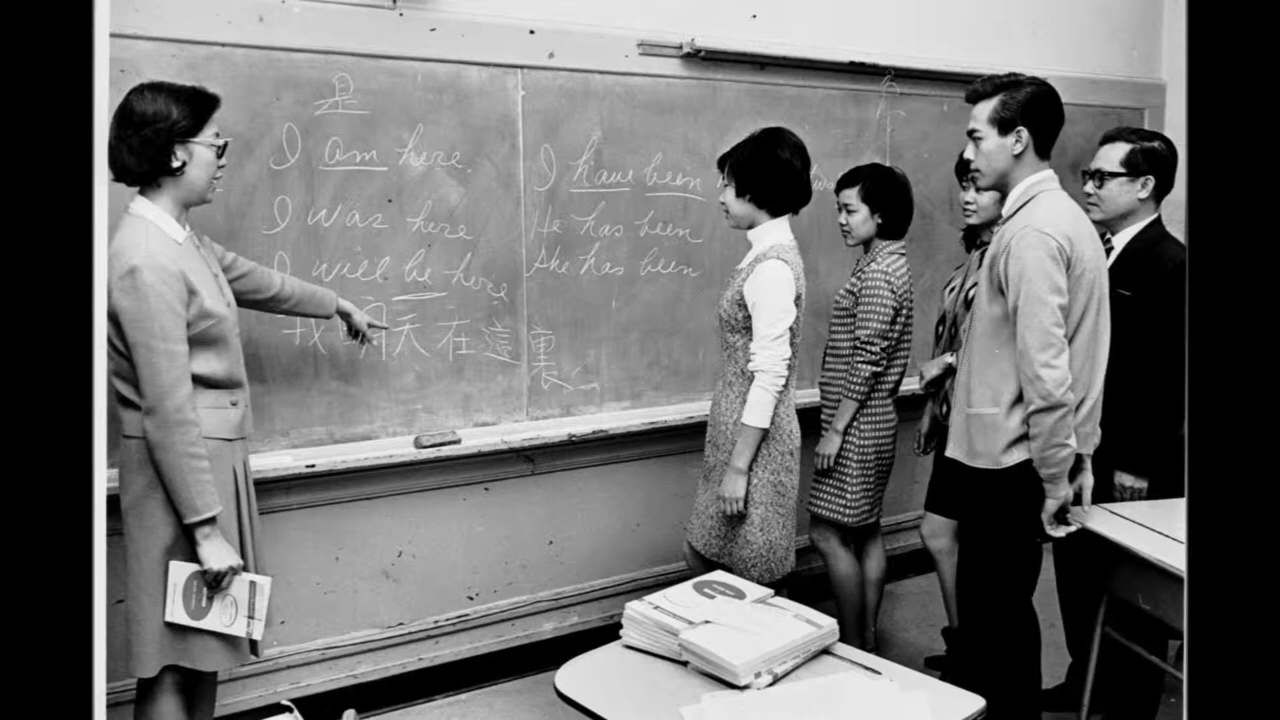 是
I am here.
I was here
I will be here
我明天在這裏
I have been
He has been
She has been